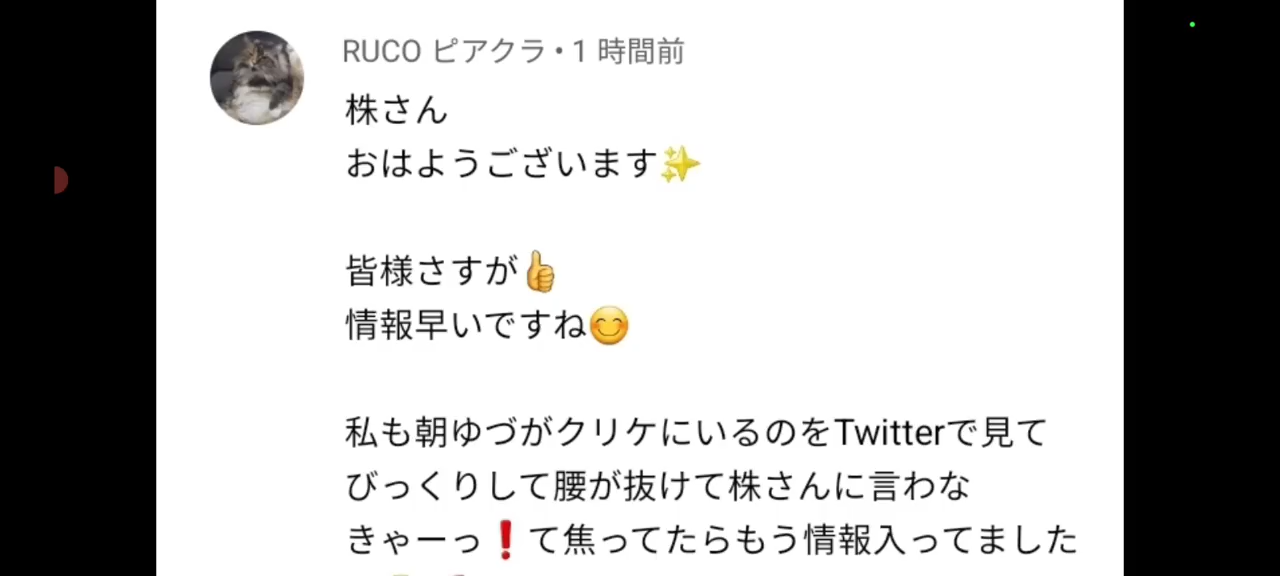 RUCO ピアクラ • 1 時間前
株さん
おはようございます✨
皆様さすが👍
情報早いですね😊
私も朝ゆづがクリケにいるのをTwitterで見て
びっくりして腰が抜けて株さんに言わな
きゃーっ❗て焦ってたらもう情報入ってました